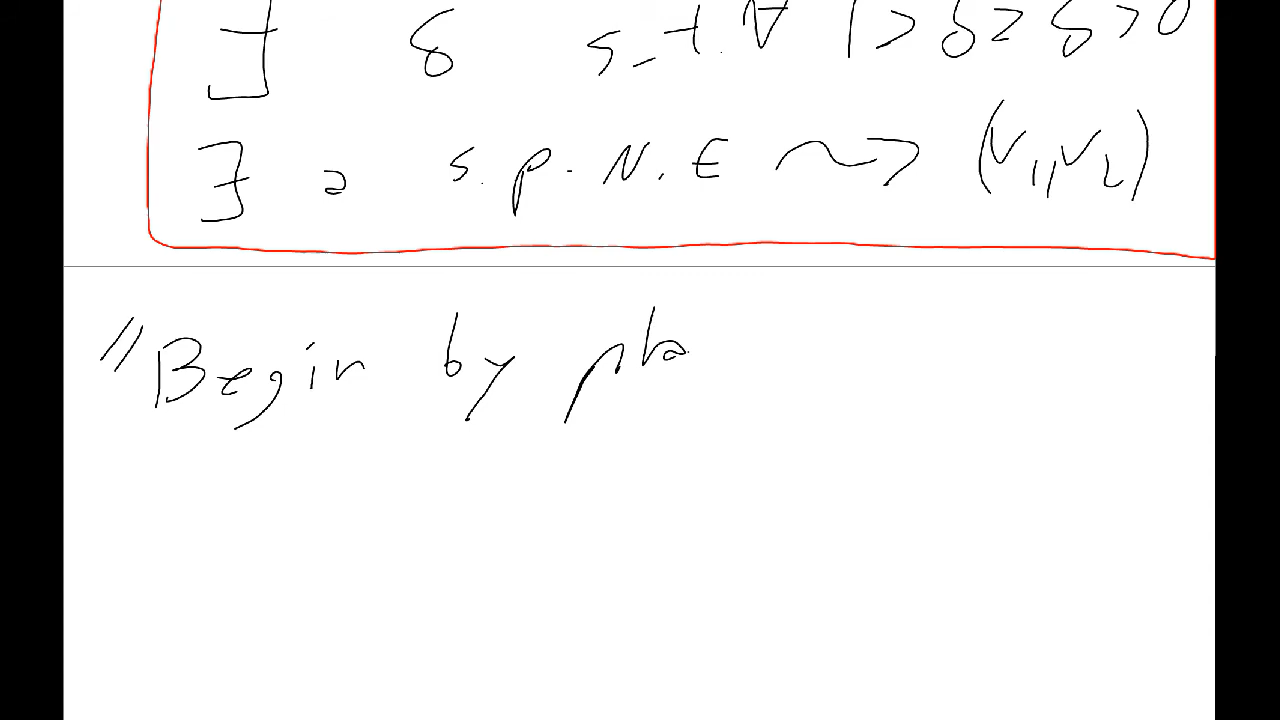 ∃ δ s.t. ∀ 1 > δ ≥ δ > 0
∃ a s.p.N.E ⇝ (v1, v2)
"Begin by pla